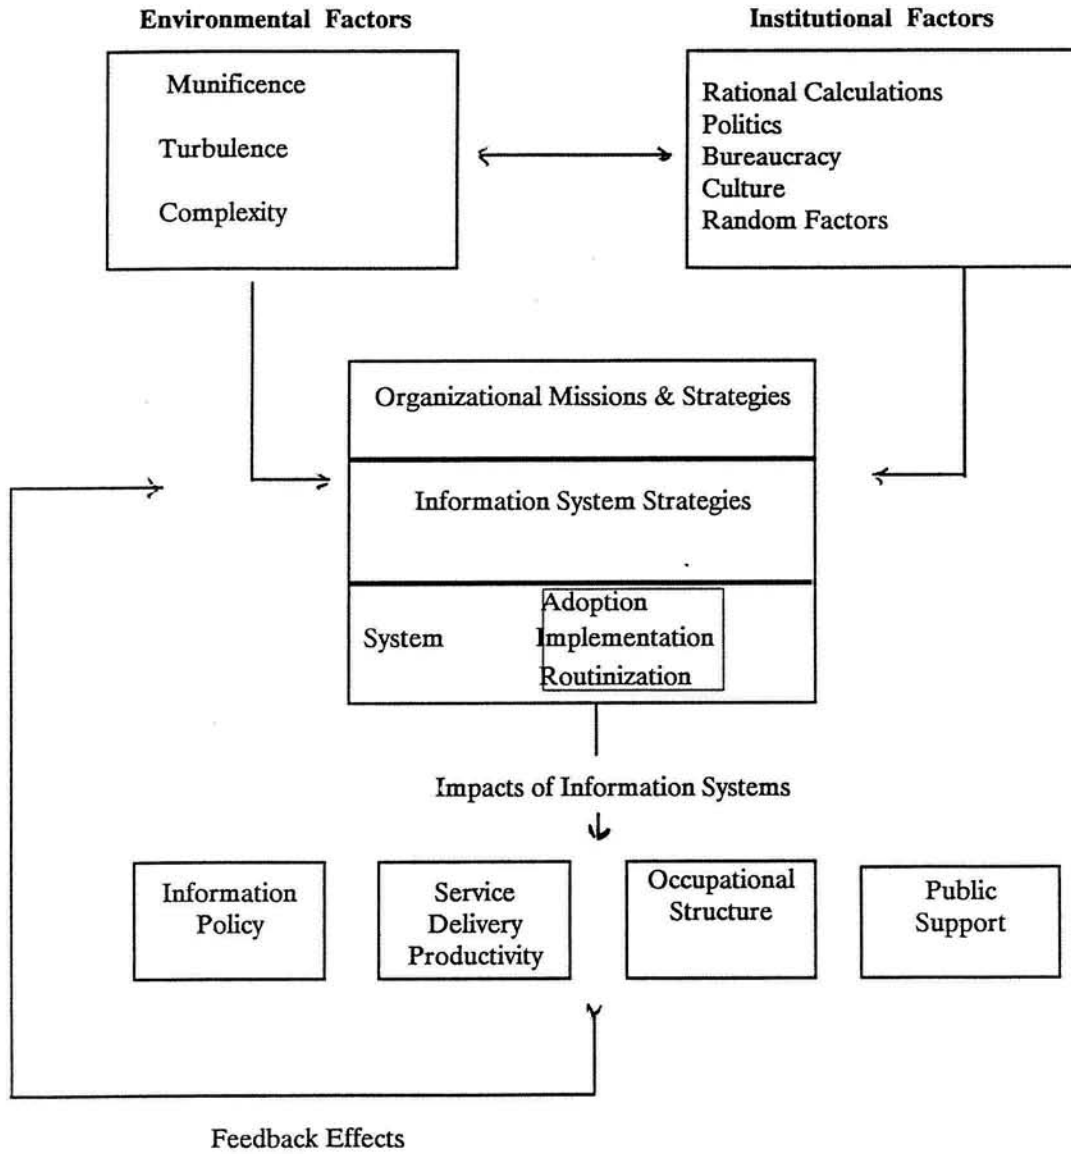 Environmental Factors
Institutional Factors
Munificence
Turbulence
Complexity
Rational Calculations
Politics
Bureaucracy
Culture
Random Factors
Organizational Missions & Strategies
Information System Strategies
System
Adoption
Implementation
Routinization
Impacts of Information Systems
Information
Policy
Service
Delivery
Productivity
Occupational
Structure
Public
Support
Feedback Effects